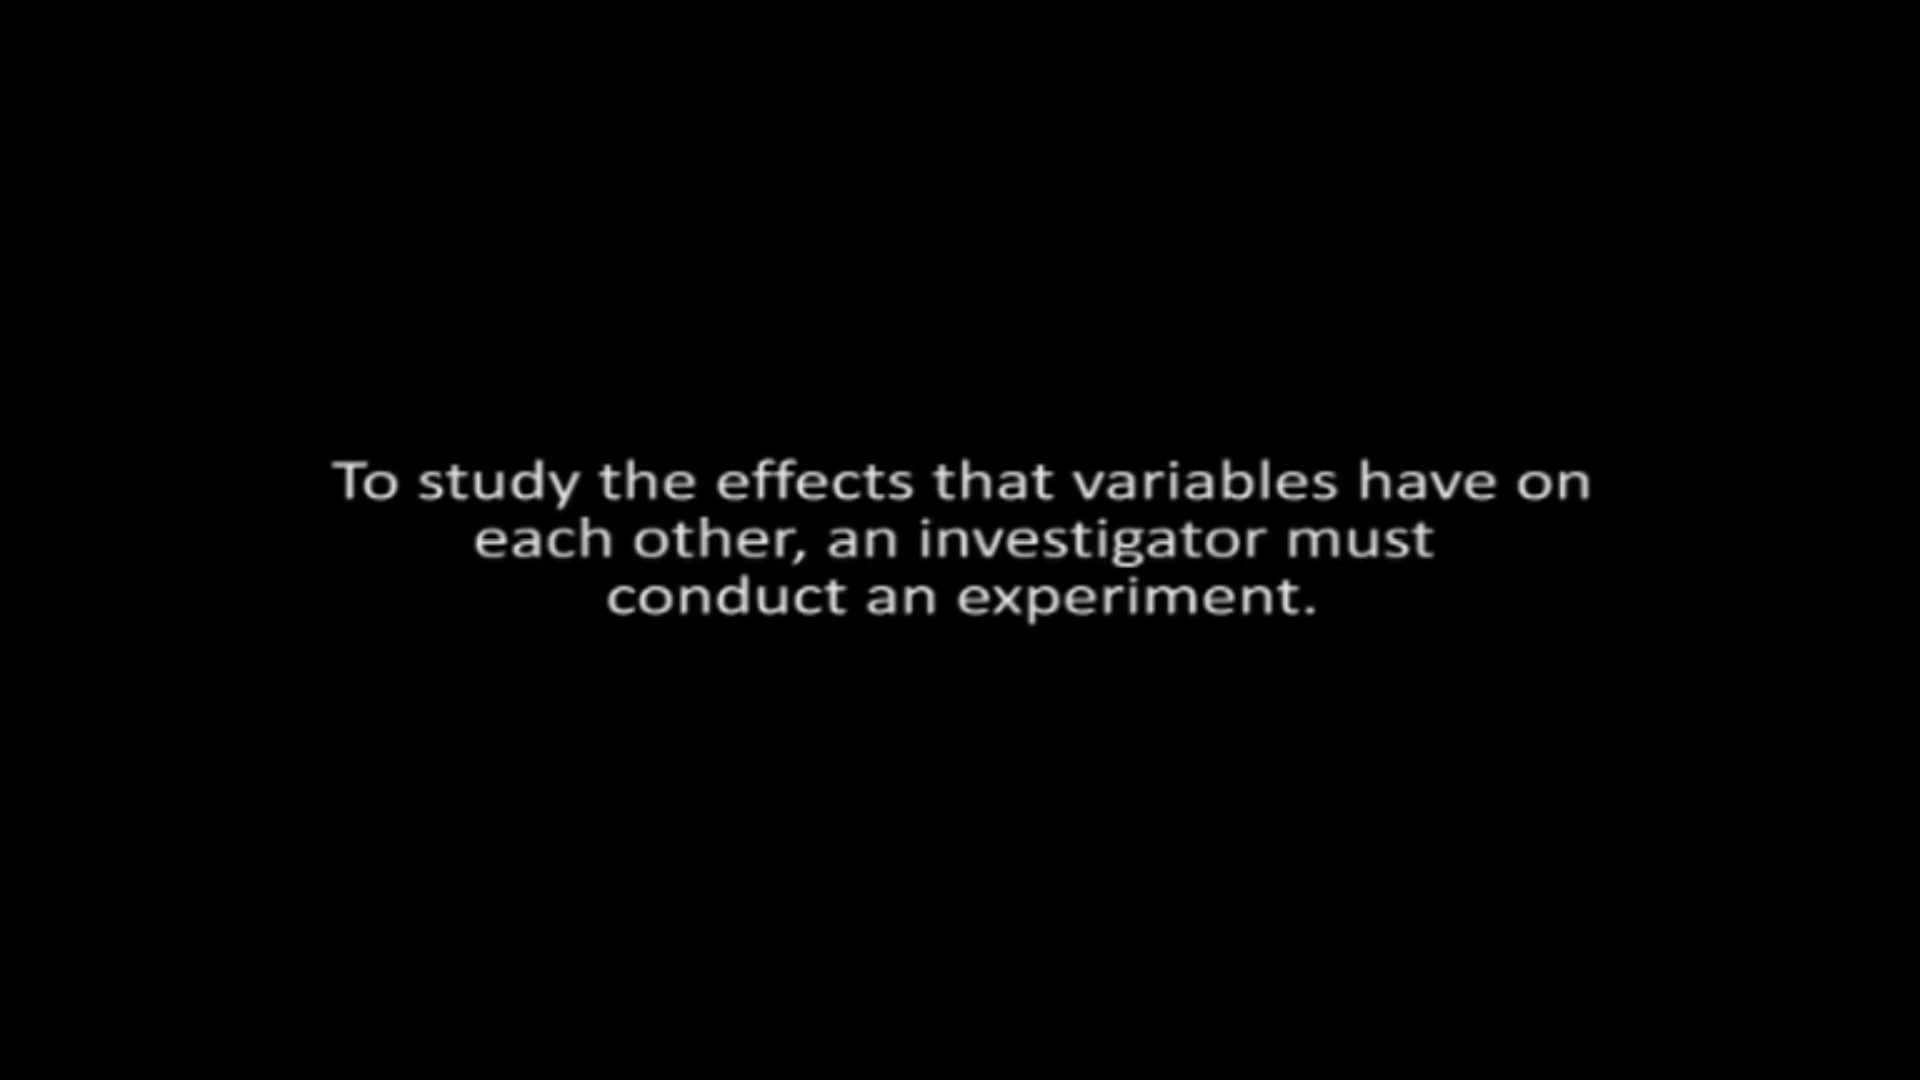 To study the effects that variables have on
each other, an investigator must
conduct an experiment.